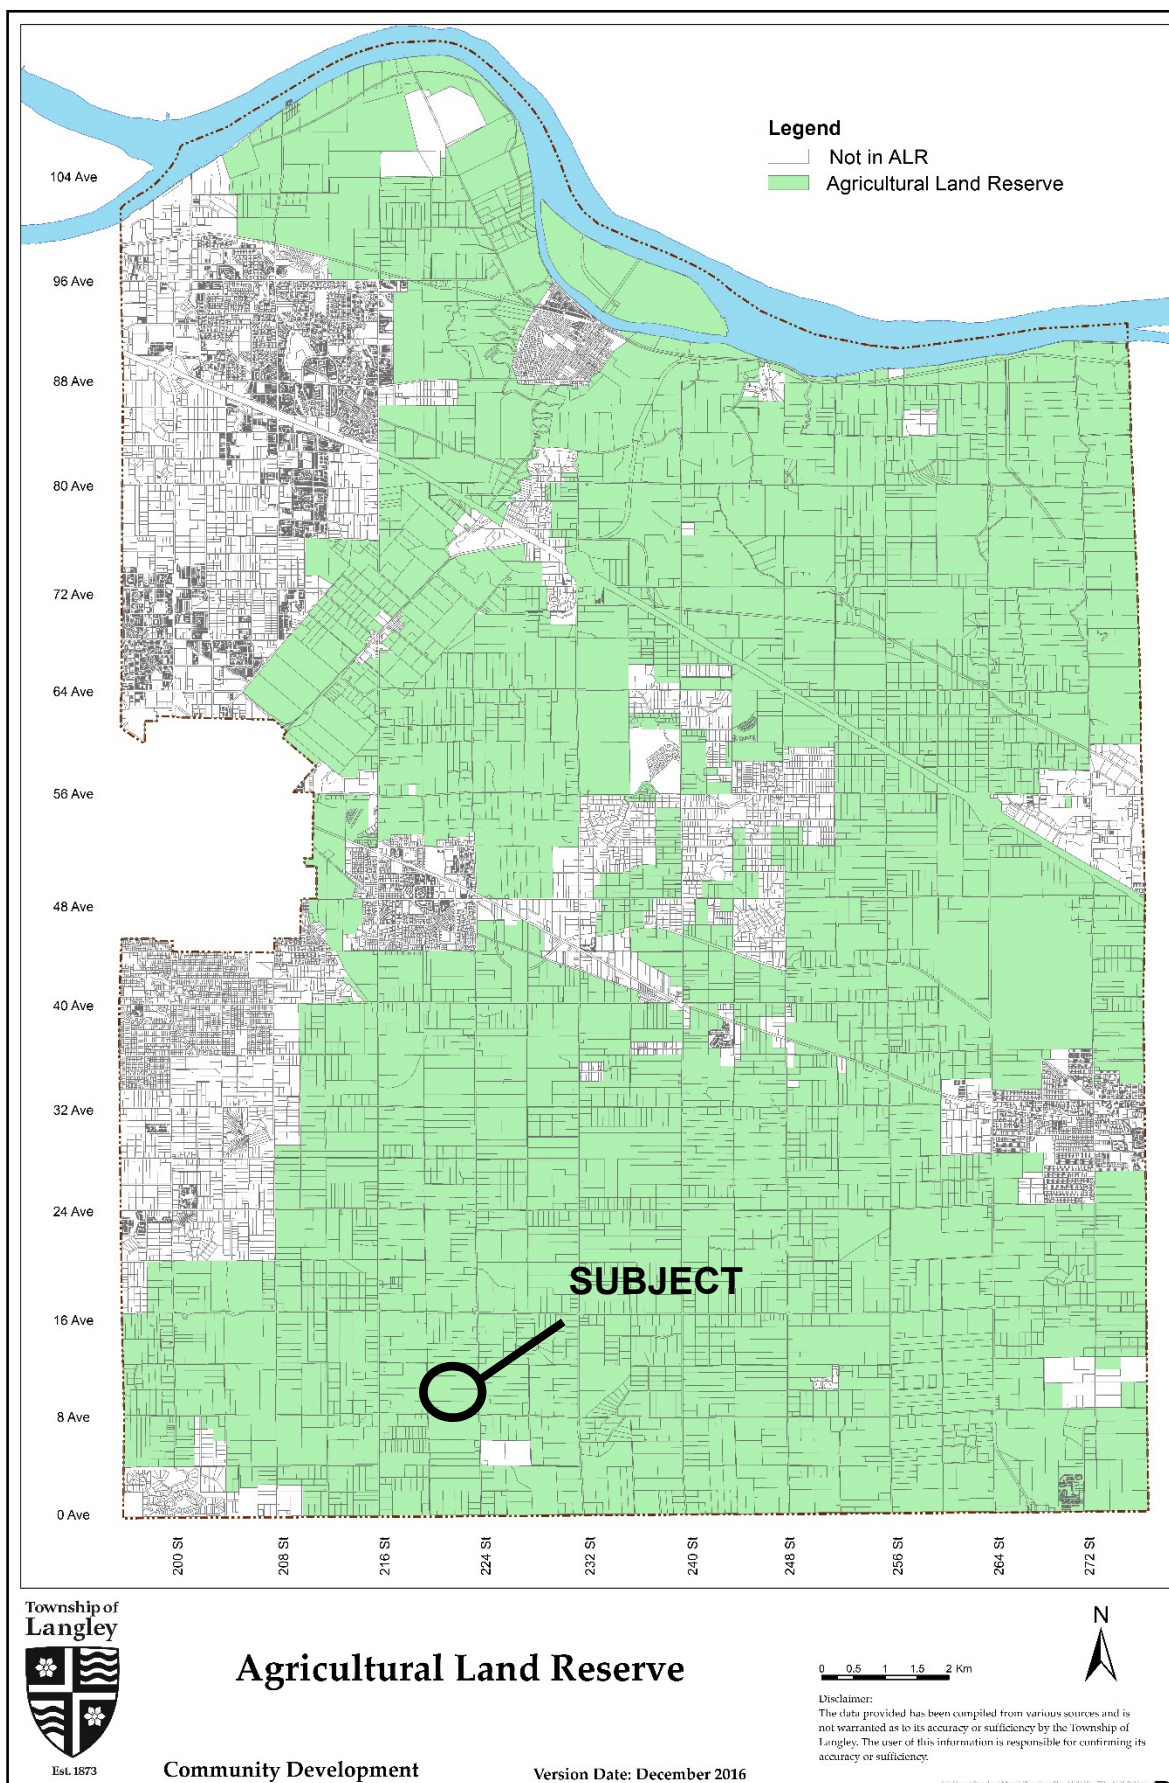 Legend
Not in ALR
Agricultural Land Reserve
104 Ave
96 Ave
88 Ave
80 Ave
72 Ave
64 Ave
56 Ave
48 Ave
40 Ave
32 Ave
24 Ave
SUBJECT
16 Ave
8 Ave
0 Ave
200 St
208 St
216 St
224 St
232 St
240 St
248 St
256 St
264 St
272 St
Township of
Langley
Est. 1873
Agricultural Land Reserve
Community Development
Version Date: December 2016
0 0.5 1 1.5 2 Km
N
Disclaimer:
The data provided has been compiled from various sources and is
not warranted as to its accuracy or sufficiency by the Township of
Langley. The user of this information is responsible for confirming its
accuracy or sufficiency.